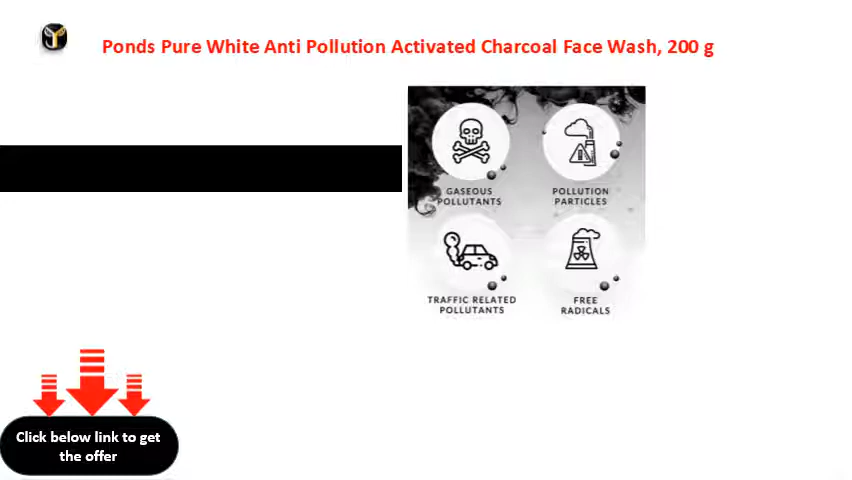 Ponds Pure White Anti Pollution Activated Charcoal Face Wash, 200 g
GASEOUS
POLLUTANTS
POLLUTION
PARTICLES
TRAFFIC RELATED
POLLUTANTS
FREE
RADICALS
Click below link to get
the offer